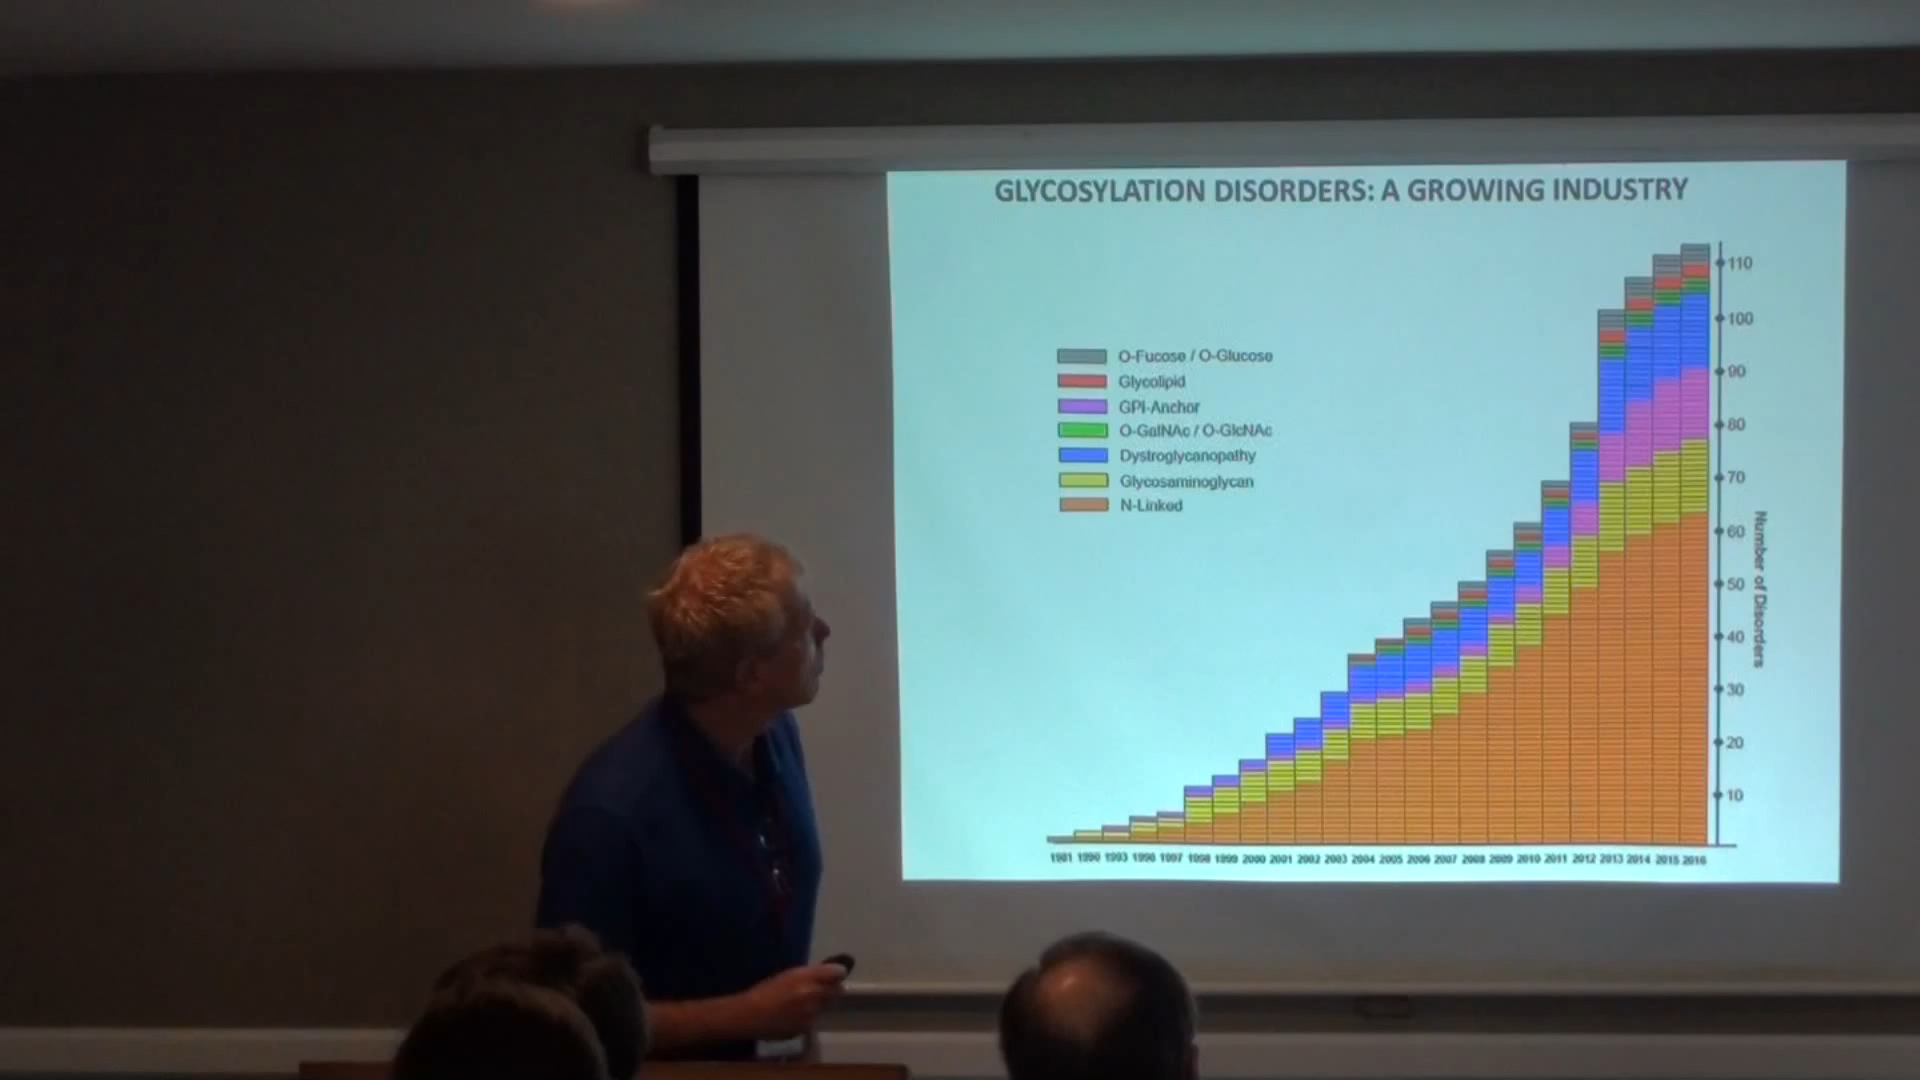 GLYCOSYLATION DISORDERS: A GROWING INDUSTRY
O-Fucose / O-Glucose
Glycolipid
GPI-Anchor
O-GalNAc / O-GlcNAc
Dystroglycanopathy
Glycosaminoglycan
N-Linked
110
100
90
80
70
60
50
40
30
20
10
Number of Disorders
1981 1990 1993 1996 1997 1998 1999 2000 2001 2002 2003 2004 2005 2006 2007 2008 2009 2010 2011 2012 2013 2014 2015 2016